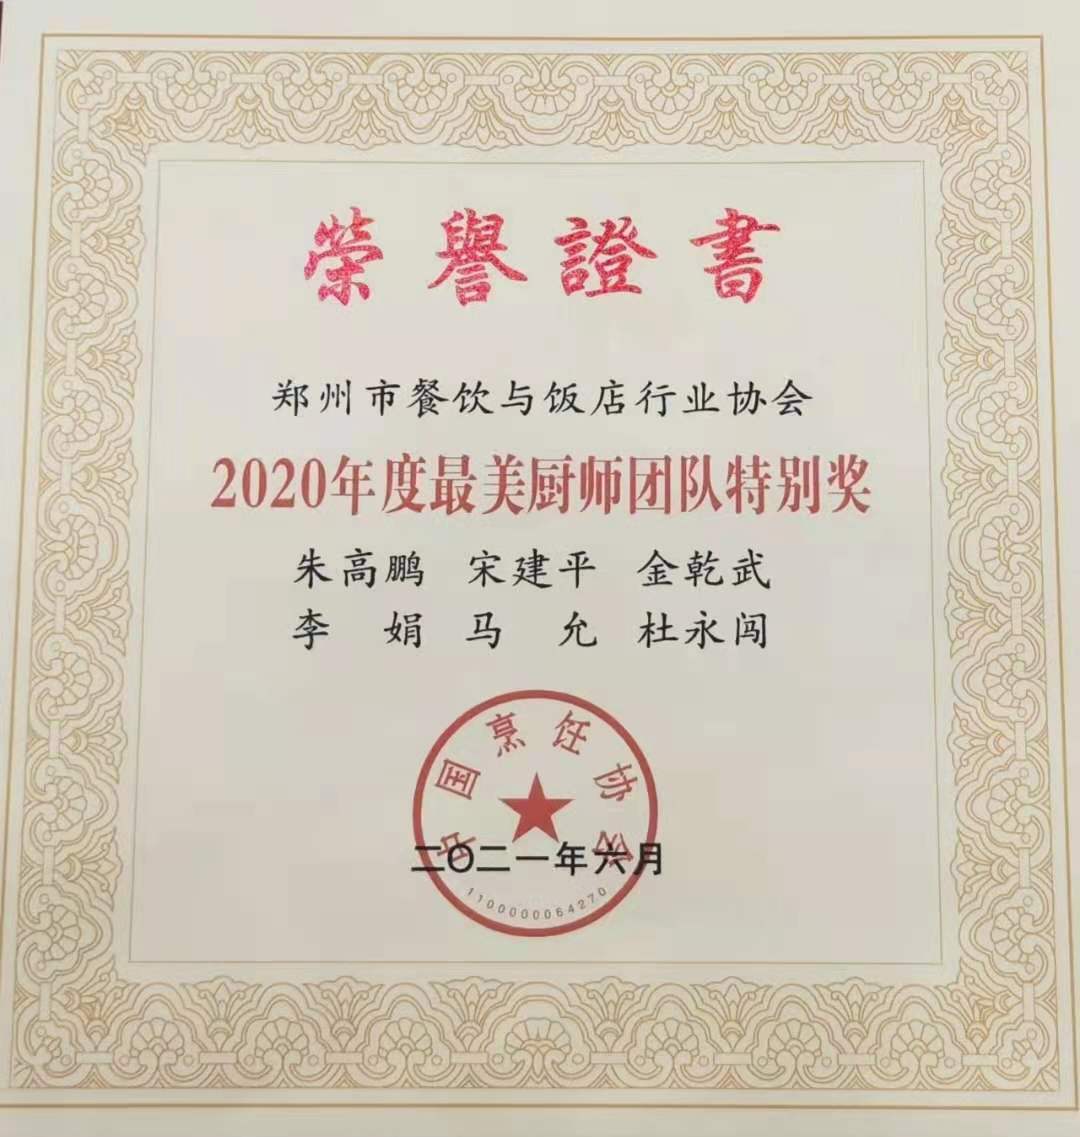 榮譽證書
郑州市餐饮与饭店行业协会
2020年度最美厨师团队特别奖
朱高鹏 宋建平 金乾武
李娟 马允 杜永闯
中国烹饪协会
二〇二一年六月
1100000064270